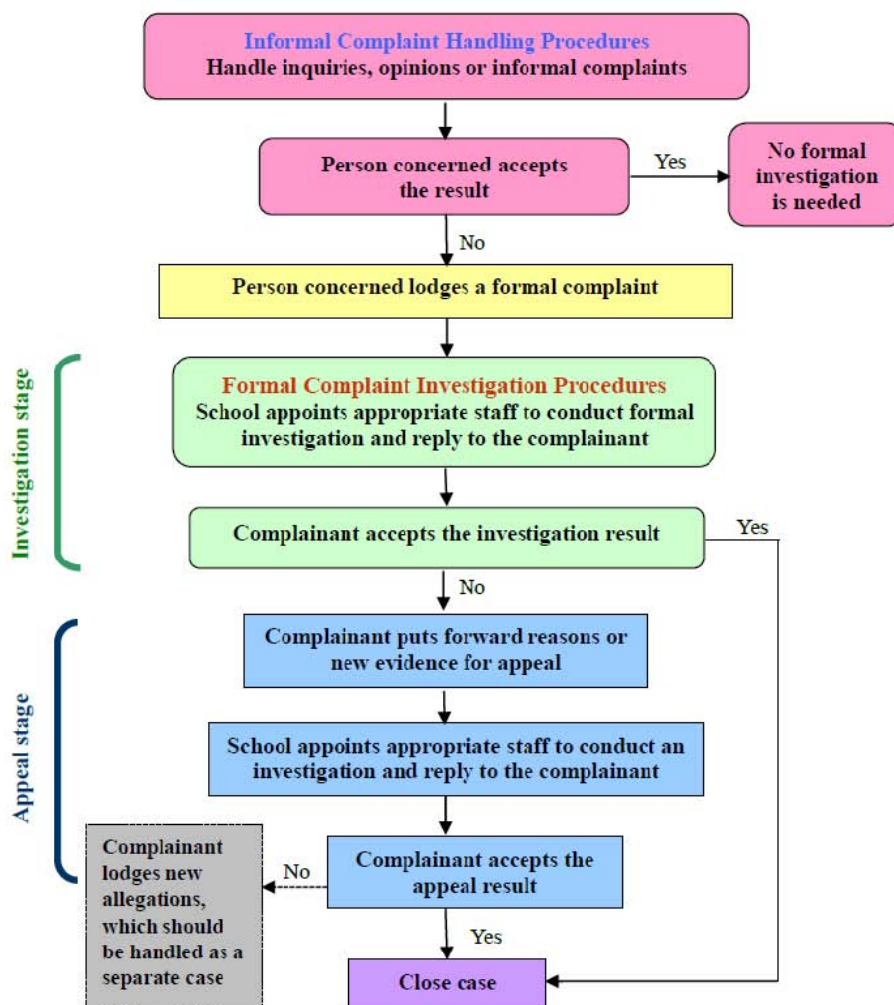 Informal Complaint Handling Procedures
Handle inquiries, opinions or informal complaints
Person concerned accepts
the result
Yes
No formal
investigation
is needed
No
Person concerned lodges a formal complaint
Investigation stage
Formal Complaint Investigation Procedures
School appoints appropriate staff to conduct formal
investigation and reply to the complainant
Complainant accepts the investigation result
Yes
No
Appeal stage
Complainant puts forward reasons or
new evidence for appeal
School appoints appropriate staff to conduct an
investigation and reply to the complainant
Complainant accepts the
appeal result
No
Complainant
lodges new
allegations,
which should
be handled as a
separate case
Yes
Close case